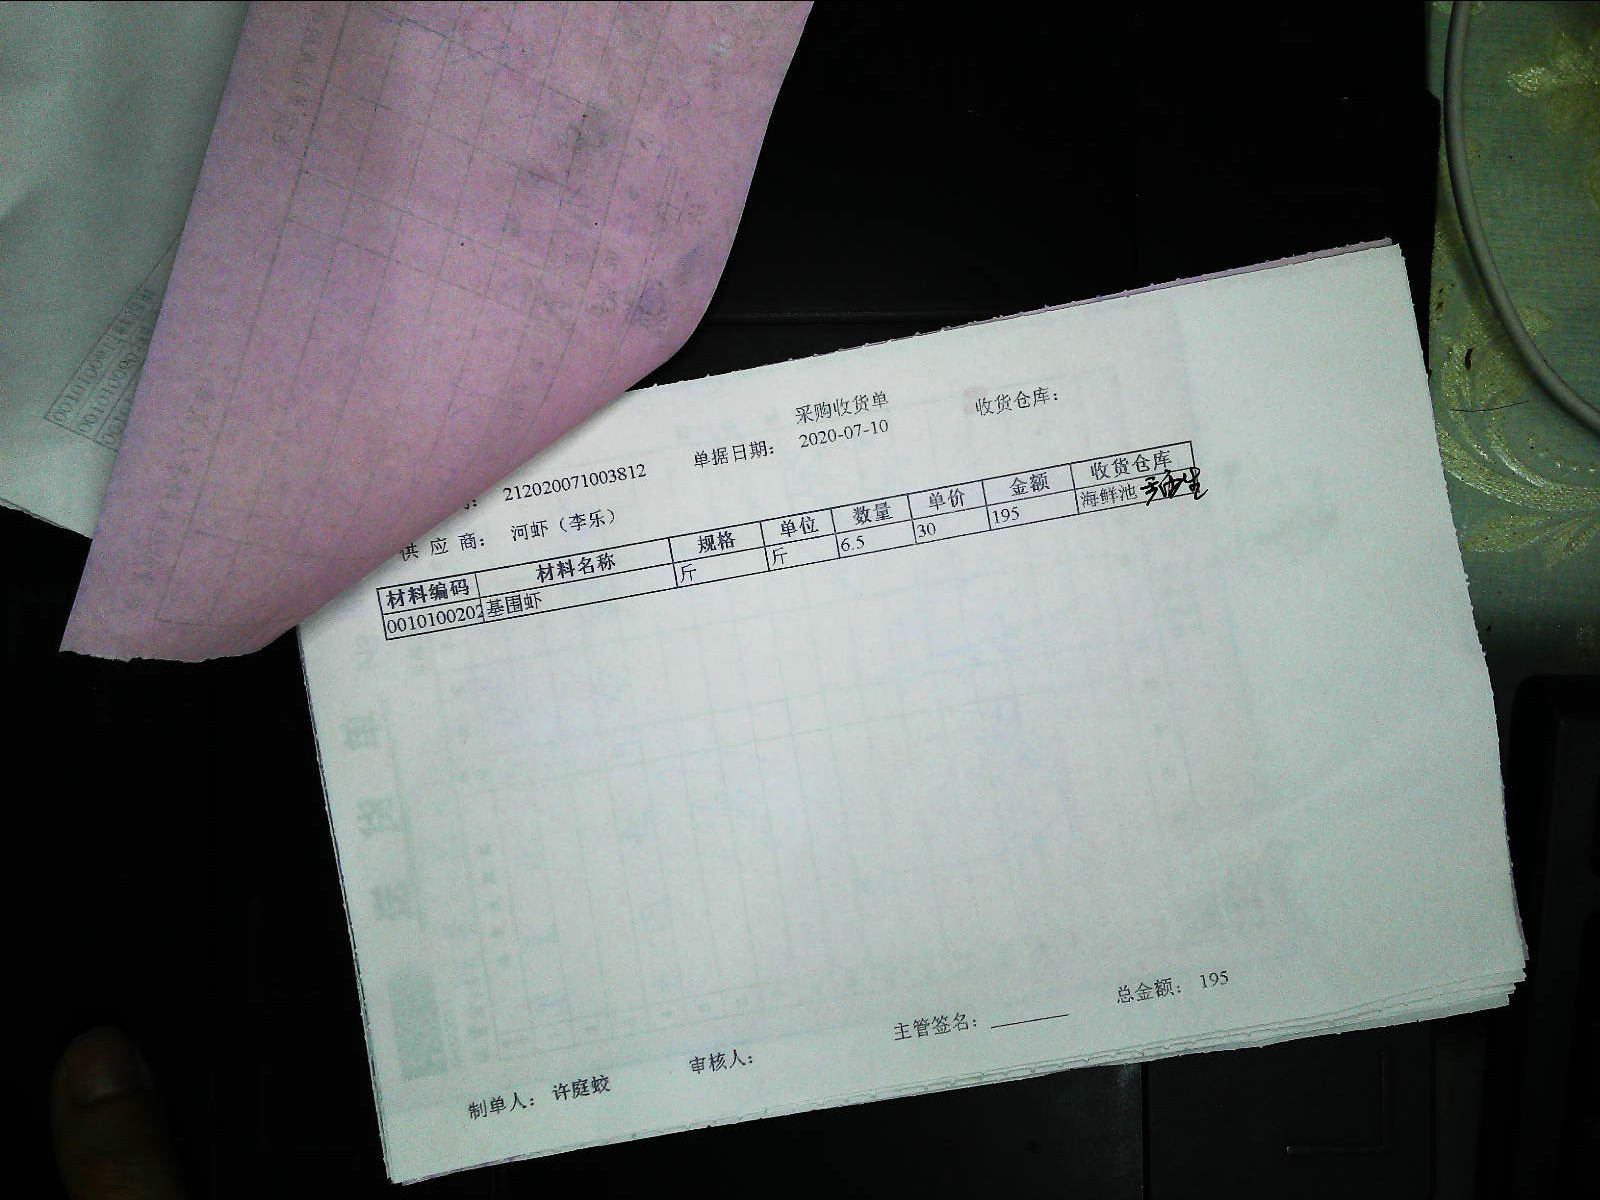 采购收货单
212020071003812 单据日期： 2020-07-10 收货仓库：
供 应 商： 河虾（李乐）
材料编码 材料名称 规格 单位 数量 单价 金额 收货仓库
0010100202 基围虾 斤 斤 6.5 30 195 海鲜池
总金额： 195
制单人： 许庭蛟 审核人： 主管签名：